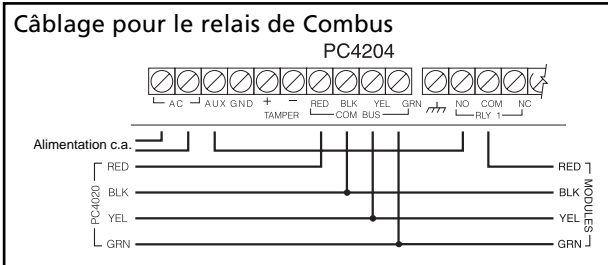 Câblage pour le relais de Combus
PC4204
AC AUX GND + − RED BLK YEL GRN NO COM NC
TAMPER COM BUS RLY 1
Alimentation c.a.
RED RED
BLK BLK
YEL YEL
GRN GRN
PC4020
MODULES